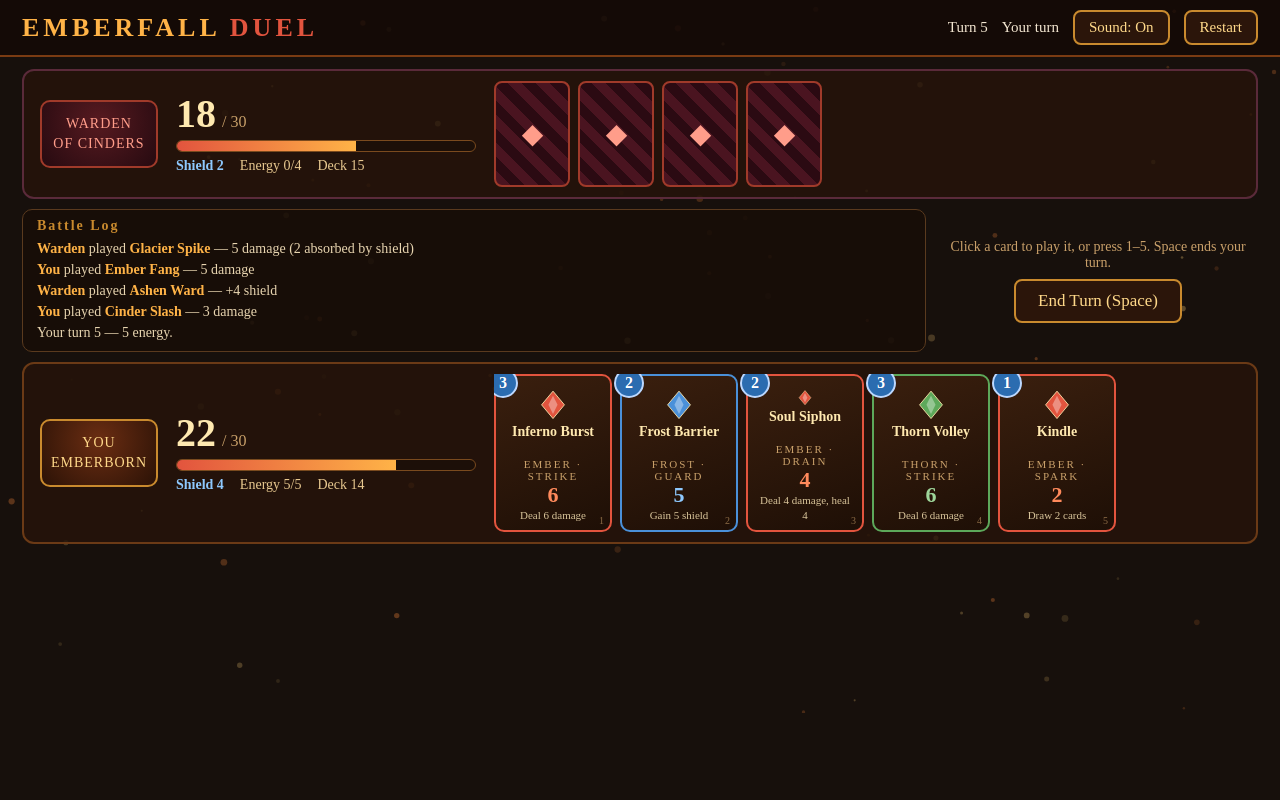 EMBERFALL DUEL
Turn 5
Your turn
Sound: On
Restart
WARDEN
OF CINDERS
18 / 30
Shield 2
Energy 0/4
Deck 15
Battle Log
Warden played Glacier Spike — 5 damage (2 absorbed by shield)
You played Ember Fang — 5 damage
Warden played Ashen Ward — +4 shield
You played Cinder Slash — 3 damage
Your turn 5 — 5 energy.
Click a card to play it, or press 1–5. Space ends your
turn.
End Turn (Space)
YOU
EMBERBORN
22 / 30
Shield 4
Energy 5/5
Deck 14
3
Inferno Burst
EMBER ·
STRIKE
6
Deal 6 damage
1
2
Frost Barrier
FROST ·
GUARD
5
Gain 5 shield
2
2
Soul Siphon
EMBER ·
DRAIN
4
Deal 4 damage, heal
4
3
3
Thorn Volley
THORN ·
STRIKE
6
Deal 6 damage
4
1
Kindle
EMBER ·
SPARK
2
Draw 2 cards
5